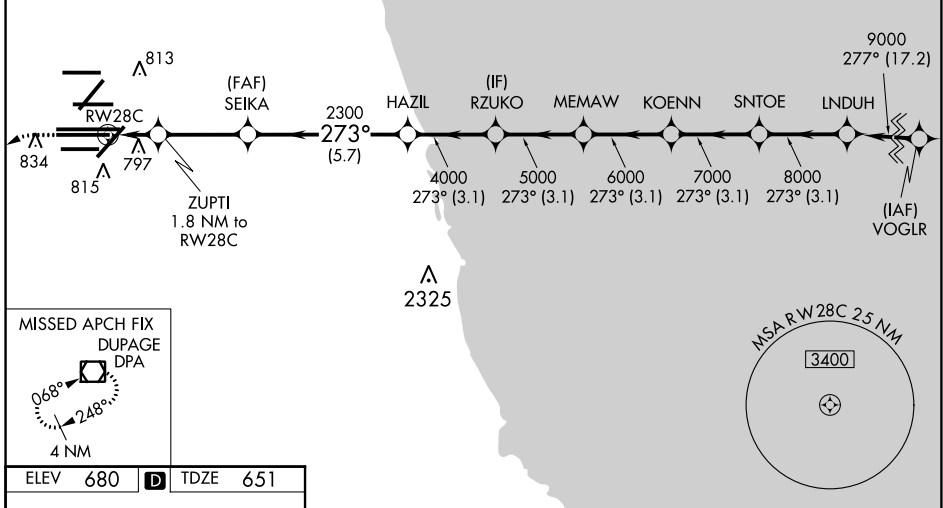 9000
277° (17.2)
813
(FAF)
SEIKA
(IF)
RZUKO
HAZIL
MEMAW
KOENN
SNTOE
LNDUH
RW28C
2300
273°
(5.7)
834
797
815
4000
273° (3.1)
5000
273° (3.1)
6000
273° (3.1)
7000
273° (3.1)
8000
273° (3.1)
ZUPTI
1.8 NM to
RW28C
(IAF)
VOGLR
2325
MISSED APCH FIX
DUPAGE
DPA
068°
248°
4 NM
MSA RW28C 25 NM
3400
ELEV 680 D TDZE 651